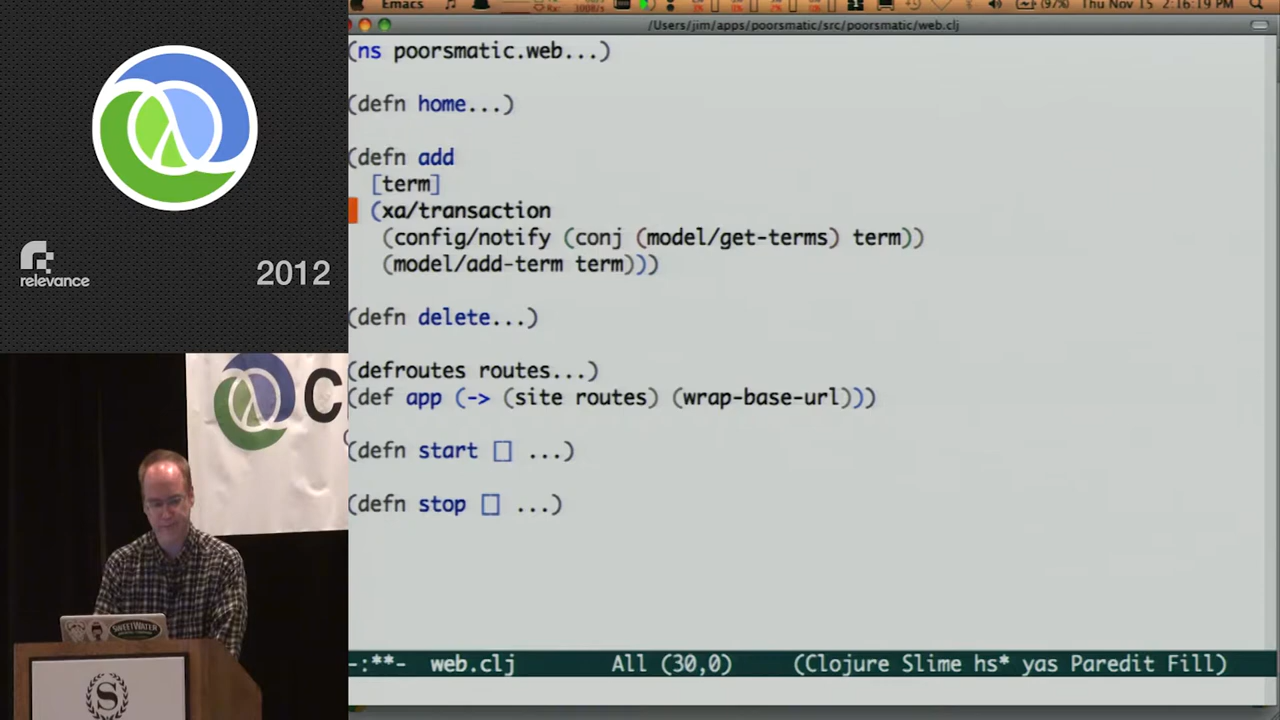 Emacs
(97%)
Thu Nov 15 2:16:19 PM
/Users/jim/apps/poorsmatic/src/poorsmatic/web.clj
(ns poorsmatic.web...)
(defn home...)
(defn add
[term]
(xa/transaction
(config/notify (conj (model/get-terms) term))
(model/add-term term)))
(defn delete...)
(defroutes routes...)
(def app (-> (site routes) (wrap-base-url)))
(defn start [] ...)
(defn stop [] ...)
-:**- web.clj All (30,0) (Clojure Slime hs* yas Paredit Fill)
relevance
2012
C
SWEETWATER
S